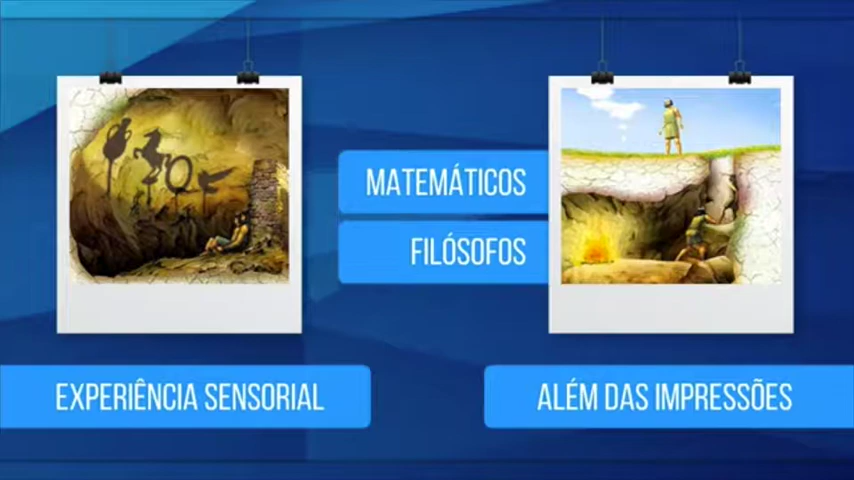 MATEMÁTICOS
FILÓSOFOS
EXPERIÊNCIA SENSORIAL
ALÉM DAS IMPRESSÕES